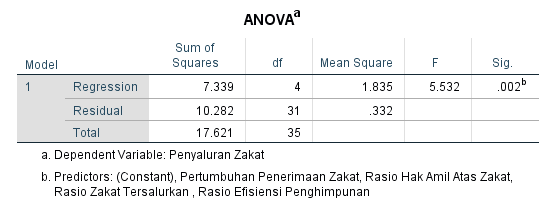 ANOVAa
Model Sum of Squares df Mean Square F Sig.
1 Regression 7.339 4 1.835 5.532 .002b
Residual 10.282 31 .332
Total 17.621 35
a. Dependent Variable: Penyaluran Zakat
b. Predictors: (Constant), Pertumbuhan Penerimaan Zakat, Rasio Hak Amil Atas Zakat,
Rasio Zakat Tersalurkan , Rasio Efisiensi Penghimpunan